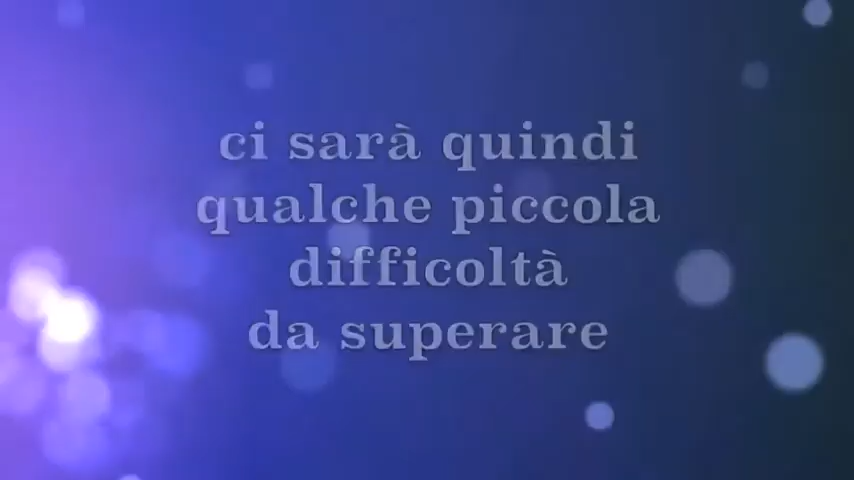 ci sarà quindi
qualche piccola
difficoltà
da superare